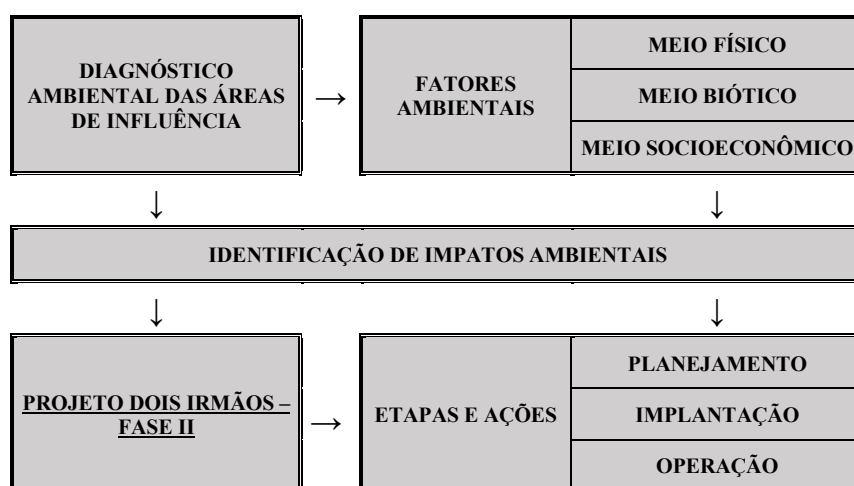 DIAGNÓSTICO
AMBIENTAL DAS ÁREAS
DE INFLUÊNCIA
→
FATORES
AMBIENTAIS
MEIO FÍSICO
MEIO BIÓTICO
MEIO SOCIOECONÔMICO
↓ ↓
IDENTIFICAÇÃO DE IMPATOS AMBIENTAIS
↓ ↓
PROJETO DOIS IRMÃOS –
FASE II
→
ETAPAS E AÇÕES
PLANEJAMENTO
IMPLANTAÇÃO
OPERAÇÃO